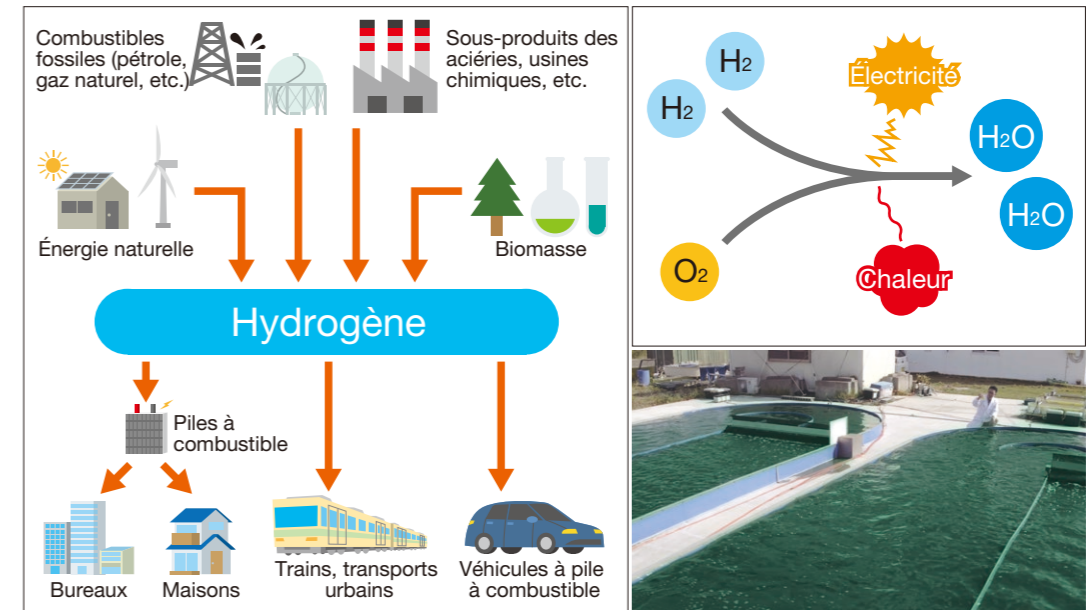 Combustibles
fossiles (pétrole,
gaz naturel, etc.)
Sous-produits des
aciéries, usines
chimiques, etc.
Énergie naturelle
Biomasse
Hydrogène
Piles à
combustible
Bureaux
Maisons
Trains, transports
urbains
Véhicules à pile
à combustible
H2
H2
Électricité
H2O
H2O
O2
Chaleur